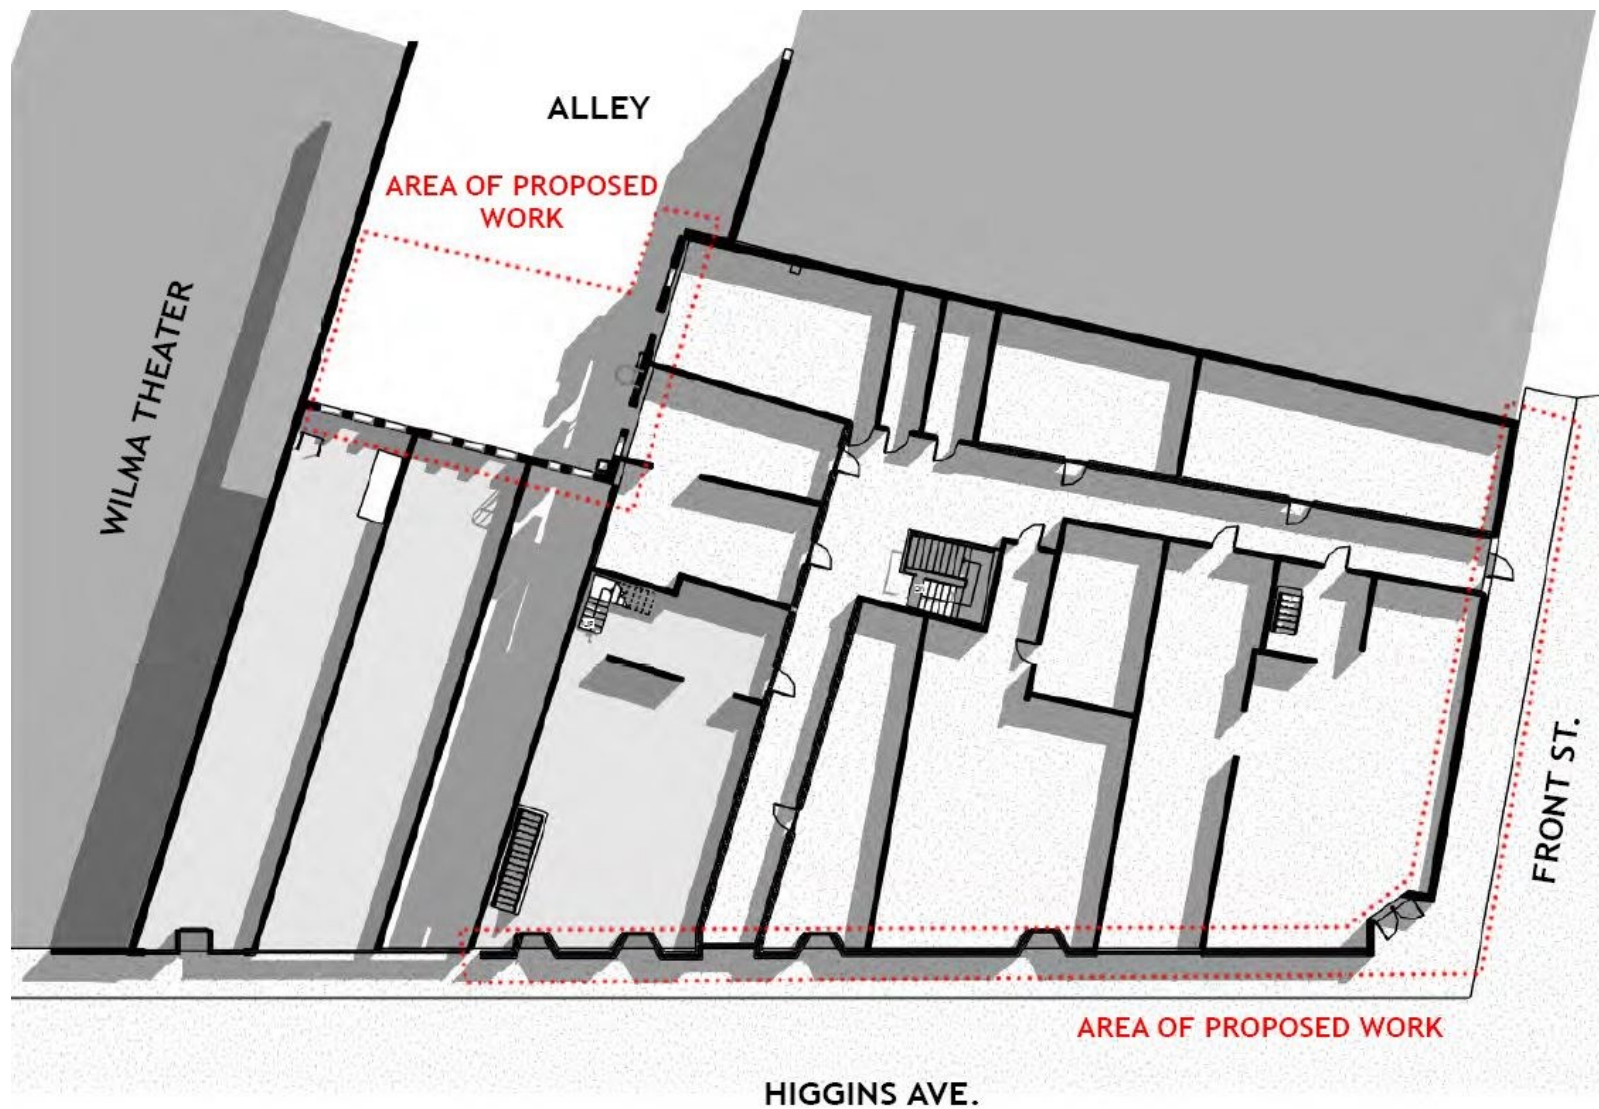 ALLEY
AREA OF PROPOSED
WORK
WILMA THEATER
FRONT ST.
AREA OF PROPOSED WORK
HIGGINS AVE.